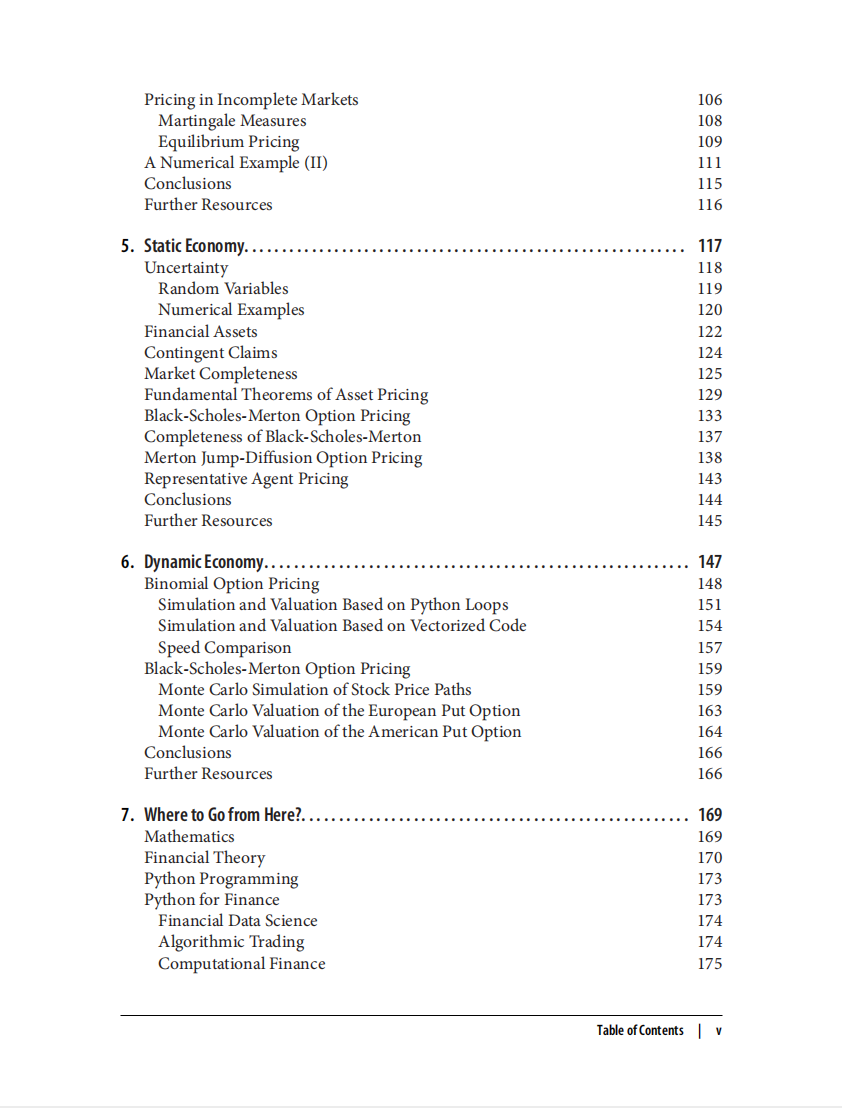 Pricing in Incomplete Markets 106
Martingale Measures 108
Equilibrium Pricing 109
A Numerical Example (II) 111
Conclusions 115
Further Resources 116
5. Static Economy. . . . . . . . . . . . . . . . . . . . . . . . . . . . . . . . . . . . . . . . . . . . . . . . . . . . . . . . . . 117
Uncertainty 118
Random Variables 119
Numerical Examples 120
Financial Assets 122
Contingent Claims 124
Market Completeness 125
Fundamental Theorems of Asset Pricing 129
Black-Scholes-Merton Option Pricing 133
Completeness of Black-Scholes-Merton 137
Merton Jump-Diffusion Option Pricing 138
Representative Agent Pricing 143
Conclusions 144
Further Resources 145
6. Dynamic Economy. . . . . . . . . . . . . . . . . . . . . . . . . . . . . . . . . . . . . . . . . . . . . . . . . . . . . . . . 147
Binomial Option Pricing 148
Simulation and Valuation Based on Python Loops 151
Simulation and Valuation Based on Vectorized Code 154
Speed Comparison 157
Black-Scholes-Merton Option Pricing 159
Monte Carlo Simulation of Stock Price Paths 159
Monte Carlo Valuation of the European Put Option 163
Monte Carlo Valuation of the American Put Option 164
Conclusions 166
Further Resources 166
7. Where to Go from Here?. . . . . . . . . . . . . . . . . . . . . . . . . . . . . . . . . . . . . . . . . . . . . . . . . . . 169
Mathematics 169
Financial Theory 170
Python Programming 173
Python for Finance 173
Financial Data Science 174
Algorithmic Trading 174
Computational Finance 175
Table of Contents | v